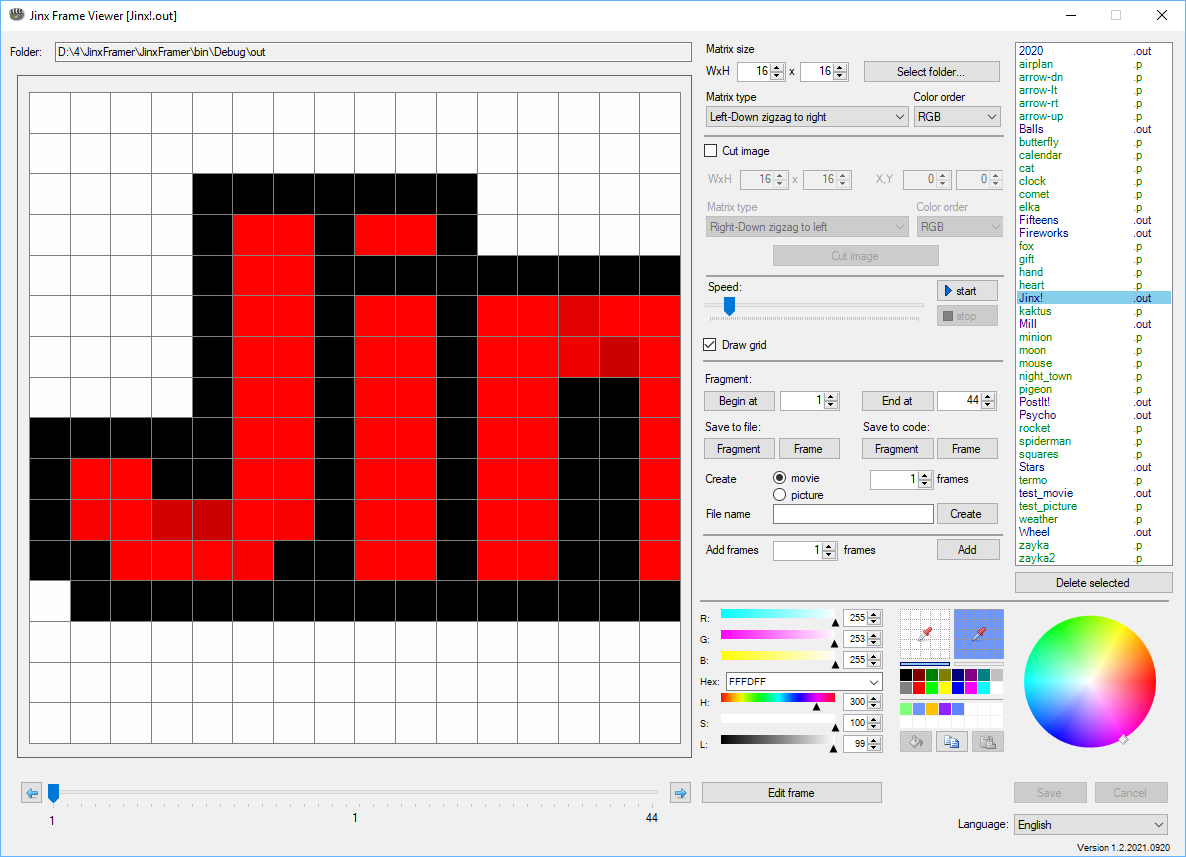 Jinx Frame Viewer [Jinx!.out]
Folder: D:\4\JinxFramer\JinxFramer\bin\Debug\out
Matrix size
WxH 16 x 16 Select folder...
Matrix type Color order
Left-Down zigzag to right RGB
Cut image
WxH 16 x 16 X,Y 0 0
Matrix type Color order
Right-Down zigzag to left RGB
Cut image
Speed:
start
stop
Draw grid
Fragment:
Begin at 1 End at 44
Save to file: Save to code:
Fragment Frame Fragment Frame
Create movie 1 frames
picture
File name Create
Add frames 1 frames Add
2020 .out
airplan .p
arrow-dn .p
arrow-lt .p
arrow-rt .p
arrow-up .p
Balls .out
butterfly .p
calendar .p
cat .p
clock .p
comet .p
elka .p
Fifteens .out
Fireworks .out
fox .p
gift .p
hand .p
heart .p
Jinx! .out
kaktus .p
Mill .out
minion .p
moon .p
mouse .p
night_town .p
pigeon .p
PostIt! .out
Psycho .out
rocket .p
spiderman .p
squares .p
Stars .out
termo .p
test_movie .out
test_picture .p
weather .p
Wheel .out
zayka .p
zayka2 .p
Delete selected
R: 255
G: 253
B: 255
Hex: FFFDFF
H: 300
S: 100
L: 99
1 1 44
Edit frame
Save Cancel
Language: English
Version 1.2.2021.0920